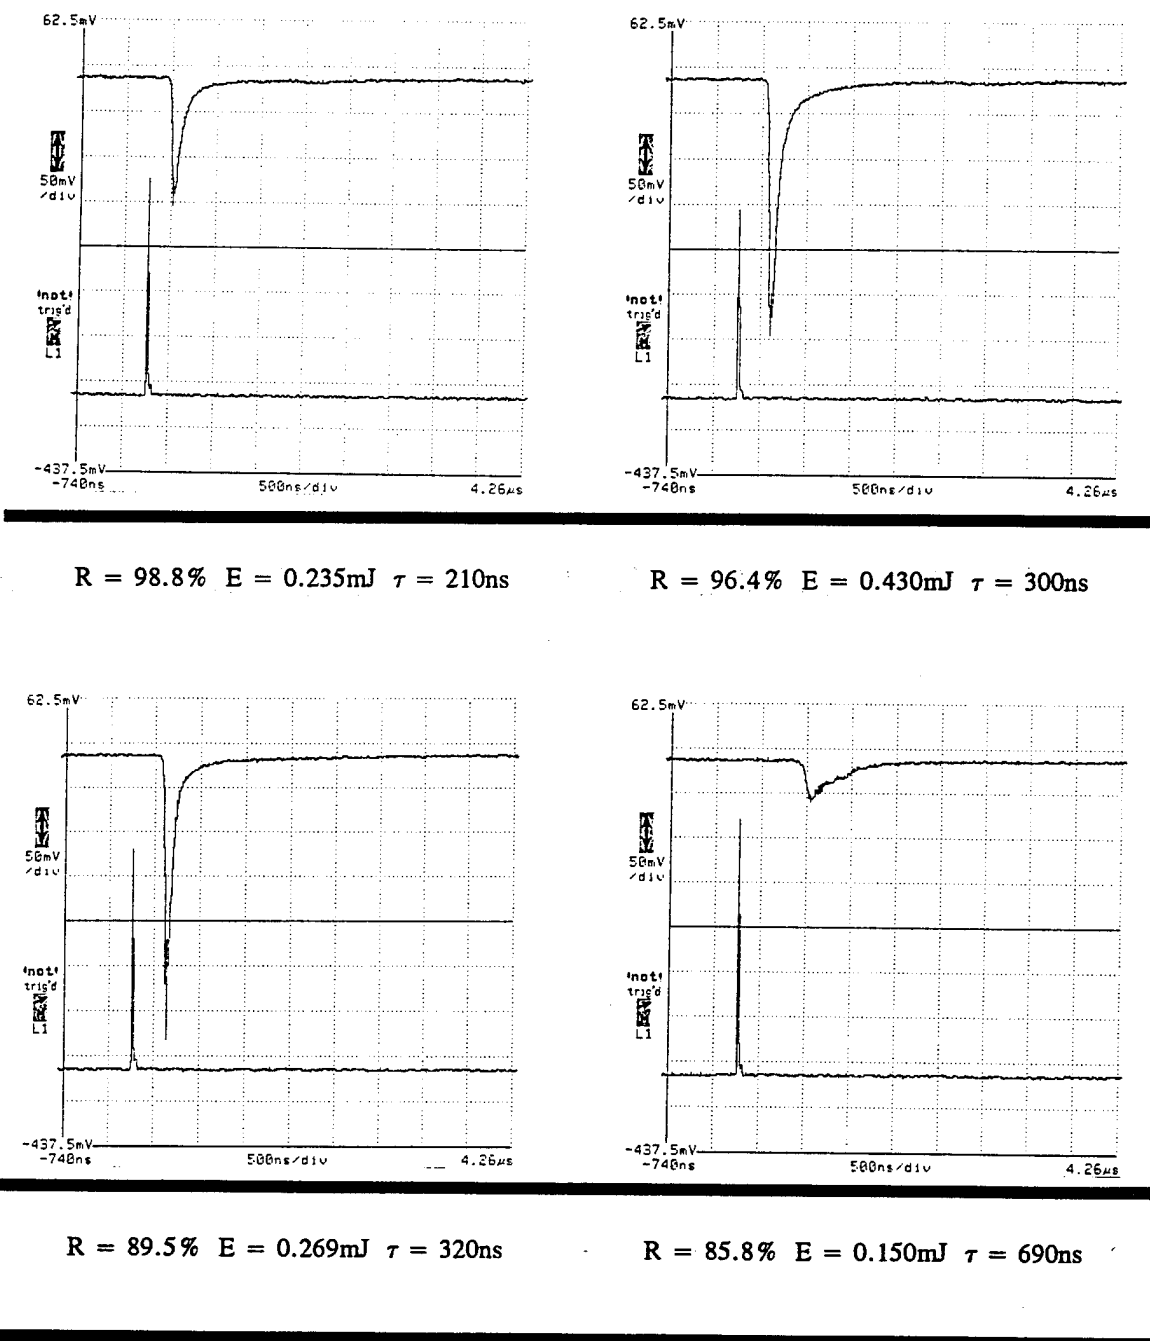 62.5mV
50mV
/div
'not'
trig'd
L1
-437.5mV
-740ns
500ns/div
4.26μs
62.5mV
50mV
/div
'not'
trig'd
L1
-437.5mV
-740ns
500ns/div
4.26μs
R = 98.8% E = 0.235mJ τ = 210ns
R = 96.4% E = 0.430mJ τ = 300ns
62.5mV
50mV
/div
'not'
trig'd
L1
-437.5mV
-740ns
500ns/div
4.26μs
62.5mV
50mV
/div
'not'
trig'd
L1
-437.5mV
-740ns
500ns/div
4.26μs
R = 89.5% E = 0.269mJ τ = 320ns
R = 85.8% E = 0.150mJ τ = 690ns